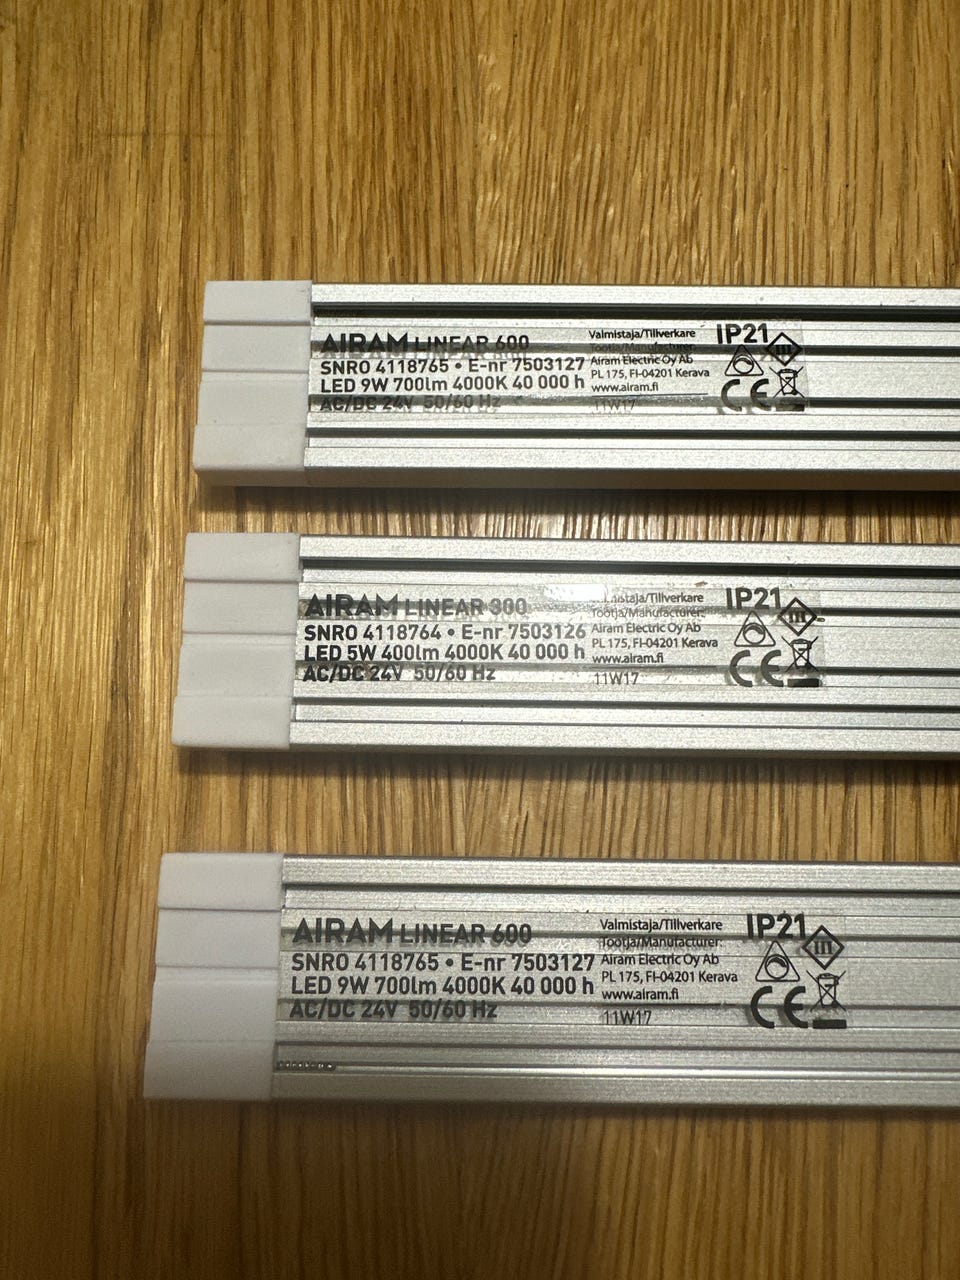 AIRAM LINEAR 600
SNRO 4118765 • E-nr 7503127
LED 9W 700lm 4000K 40 000 h
AC/DC 24V 50/60 Hz
Valmistaja/Tillverkare
Tootja/Manufacturer:
Airam Electric Oy Ab
PL 175, FI-04201 Kerava
www.airam.fi
11W17
IP21
III
CE
AIRAM LINEAR 300
SNRO 4118764 • E-nr 7503126
LED 5W 400lm 4000K 40 000 h
AC/DC 24V 50/60 Hz
Valmistaja/Tillverkare
Tootja/Manufacturer:
Airam Electric Oy Ab
PL 175, FI-04201 Kerava
www.airam.fi
11W17
IP21
III
CE
AIRAM LINEAR 600
SNRO 4118765 • E-nr 7503127
LED 9W 700lm 4000K 40 000 h
AC/DC 24V 50/60 Hz
Valmistaja/Tillverkare
Tootja/Manufacturer:
Airam Electric Oy Ab
PL 175, FI-04201 Kerava
www.airam.fi
11W17
IP21
III
CE